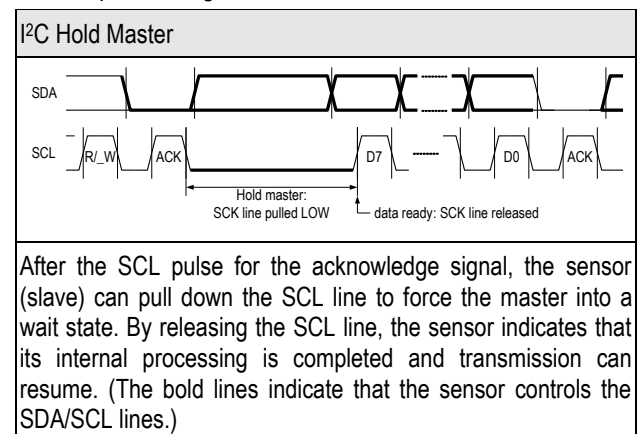 I²C Hold Master
SDA
SCL R/_W ACK D7 D0 ACK
Hold master:
SCK line pulled LOW data ready: SCK line released
After the SCL pulse for the acknowledge signal, the sensor
(slave) can pull down the SCL line to force the master into a
wait state. By releasing the SCL line, the sensor indicates that
its internal processing is completed and transmission can
resume. (The bold lines indicate that the sensor controls the
SDA/SCL lines.)